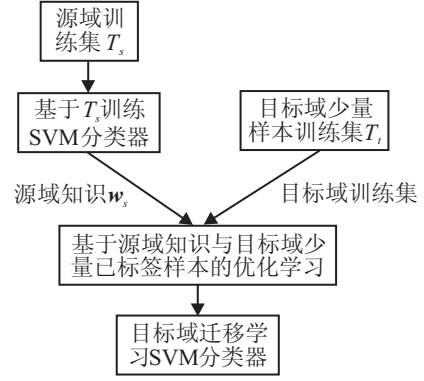 源域训
练集 Tₛ
基于Tₛ训练
SVM分类器
目标域少量
样本训练集Tₜ
源域知识wₛ
目标域训练集
基于源域知识与目标域少
量已标签样本的优化学习
目标域迁移学
习SVM分类器